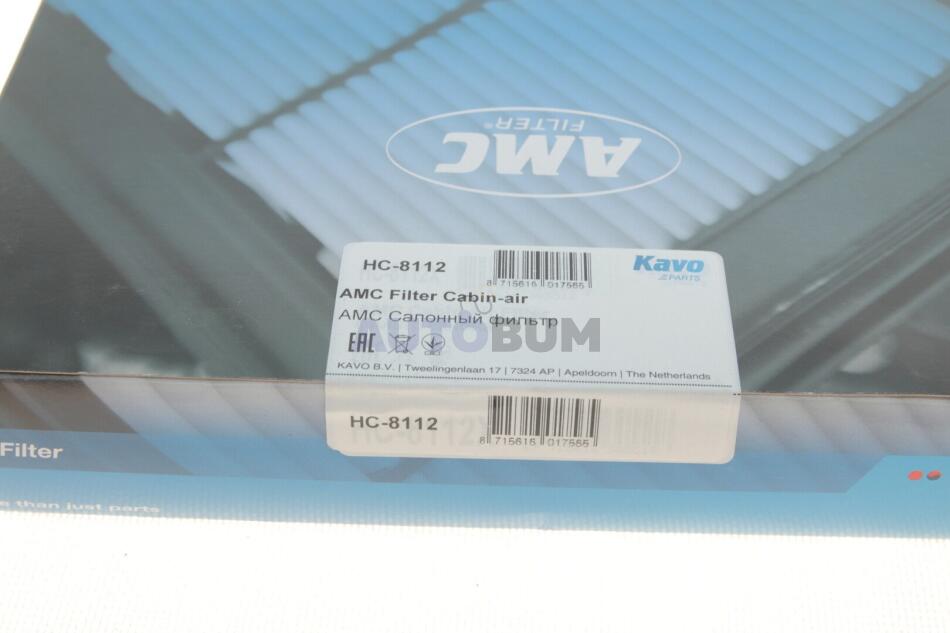 AMC
FILTER®
HC-8112
8 715616 017565
Kavo
PARTS
AMC Filter Cabin-air
AMC Салонный фильтр
AUTOBUM
EAC
KAVO B.V. | Tweelingenlaan 17 | 7324 AP | Apeldoorn | The Netherlands
HC-8112
8 715616 017565
Filter
e than just parts